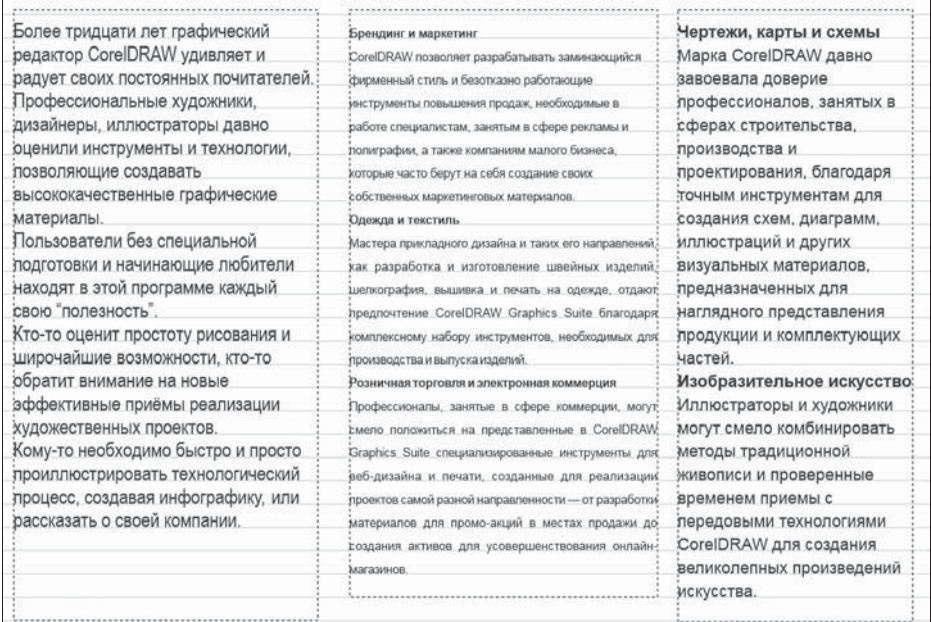 Более тридцати лет графический
редактор CorelDRAW удивляет и
радует своих постоянных почитателей.
Профессиональные художники,
дизайнеры, иллюстраторы давно
оценили инструменты и технологии,
позволяющие создавать
высококачественные графические
материалы.
Пользователи без специальной
подготовки и начинающие любители
находят в этой программе каждый
свою “полезность”.
Кто-то оценит простоту рисования и
широчайшие возможности, кто-то
обратит внимание на новые
эффективные приёмы реализации
художественных проектов.
Кому-то необходимо быстро и просто
проиллюстрировать технологический
процесс, создавая инфографику, или
рассказать о своей компании.
Брендинг и маркетинг
CorelDRAW позволяет разрабатывать заминающийся
фирменный стиль и безотказно работающие
инструменты повышения продаж, необходимые в
работе специалистам, занятым в сфере рекламы и
полиграфии, а также компаниям малого бизнеса,
которые часто берут на себя создание своих
собственных маркетинговых материалов.
Одежда и текстиль
Мастера прикладного дизайна и таких его направлений,
как разработка и изготовление швейных изделий,
шелкография, вышивка и печать на одежде, отдают
предпочтение CorelDRAW Graphics Suite благодаря
комплексному набору инструментов, необходимых для
производства и выпуска изделий.
Розничная торговля и электронная коммерция
Профессионалы, занятые в сфере коммерции, могут
смело положиться на представленные в CorelDRAW
Graphics Suite специализированные инструменты для
веб-дизайна и печати, созданные для реализации
проектов самой разной направленности — от разработки
материалов для промо-акций в местах продажи до
создания активов для усовершенствования онлайн-
магазинов.
Чертежи, карты и схемы
Марка CorelDRAW давно
завоевала доверие
профессионалов, занятых в
сферах строительства,
производства и
проектирования, благодаря
точным инструментам для
создания схем, диаграмм,
иллюстраций и других
визуальных материалов,
предназначенных для
наглядного представления
продукции и комплектующих
частей.
Изобразительное искусство
Иллюстраторы и художники
могут смело комбинировать
методы традиционной
живописи и проверенные
временем приемы с
передовыми технологиями
CorelDRAW для создания
великолепных произведений
искусства.